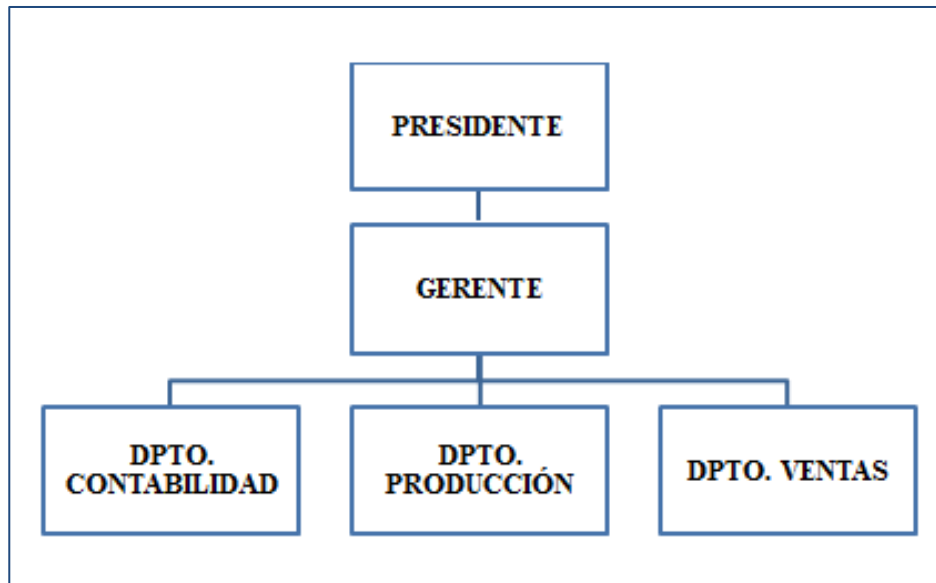 PRESIDENTE
GERENTE
DPTO.
CONTABILIDAD
DPTO.
PRODUCCIÓN
DPTO. VENTAS